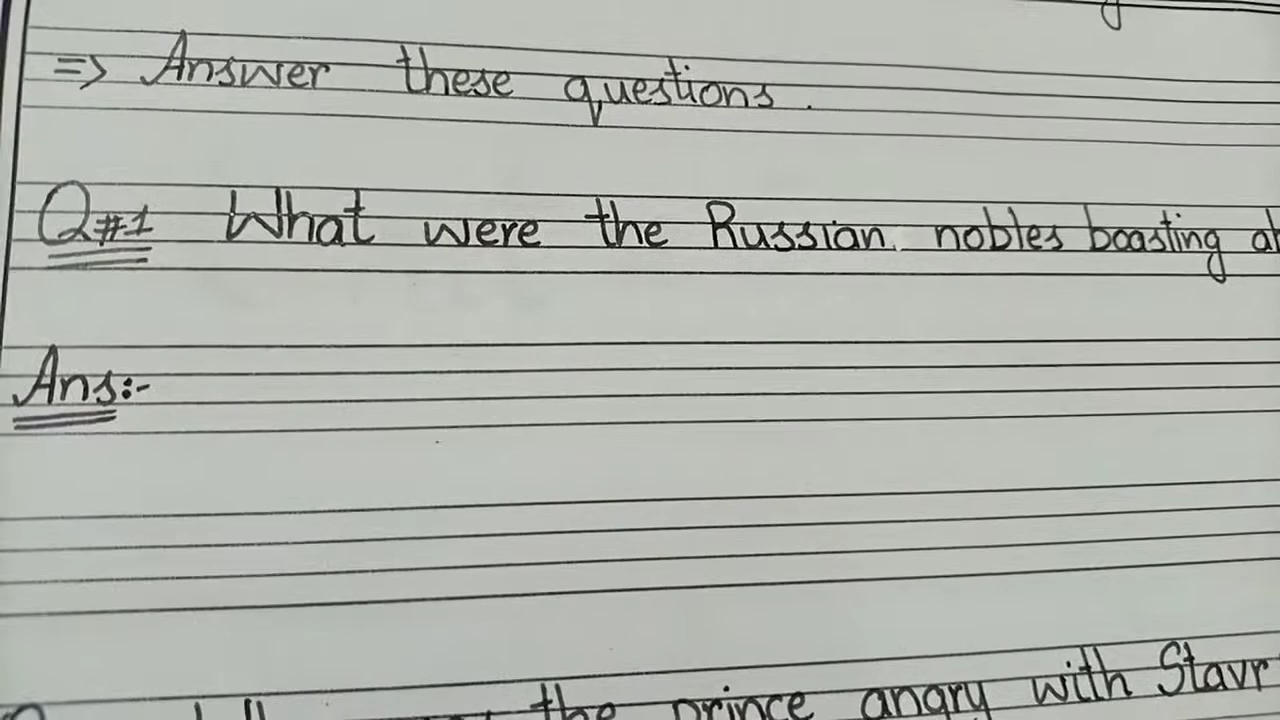 => Answer these questions.
Q#1 What were the Russian nobles boasting
Ans:-
the prince angry with Stavr